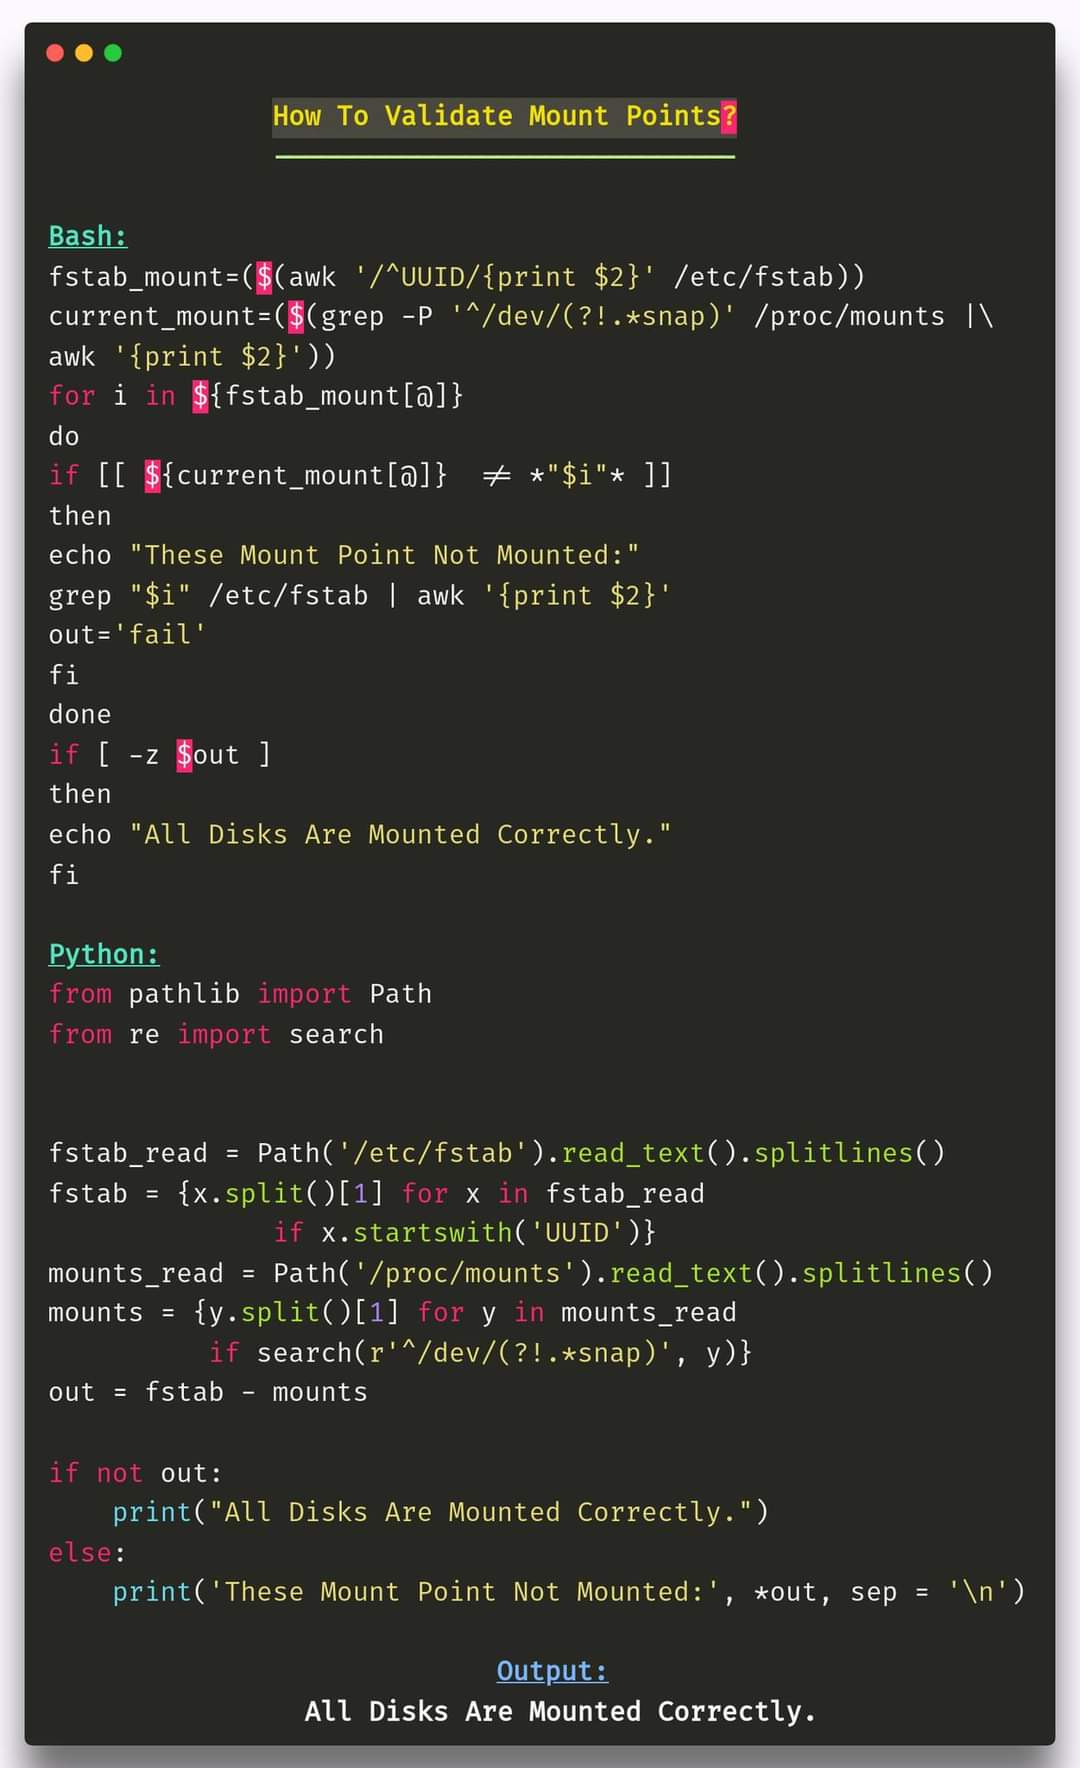 How To Validate Mount Points?
Bash:
fstab_mount=($(awk '/^UUID/{print $2}' /etc/fstab))
current_mount=($(grep -P '^/dev/(?!.*snap)' /proc/mounts |\
awk '{print $2}'))
for i in ${fstab_mount[@]}
do
if [[ ${current_mount[@]}  != *"$i"* ]]
then
echo "These Mount Point Not Mounted:"
grep "$i" /etc/fstab | awk '{print $2}'
out='fail'
fi
done
if [ -z $out ]
then
echo "All Disks Are Mounted Correctly."
fi
Python:
from pathlib import Path
from re import search
fstab_read = Path('/etc/fstab').read_text().splitlines()
fstab = {x.split()[1] for x in fstab_read
              if x.startswith('UUID')}
mounts_read = Path('/proc/mounts').read_text().splitlines()
mounts = {y.split()[1] for y in mounts_read
          if search(r'^/dev/(?!.*snap)', y)}
out = fstab - mounts
if not out:
    print("All Disks Are Mounted Correctly.")
else:
    print('These Mount Point Not Mounted:', *out, sep = '\n')
Output:
All Disks Are Mounted Correctly.